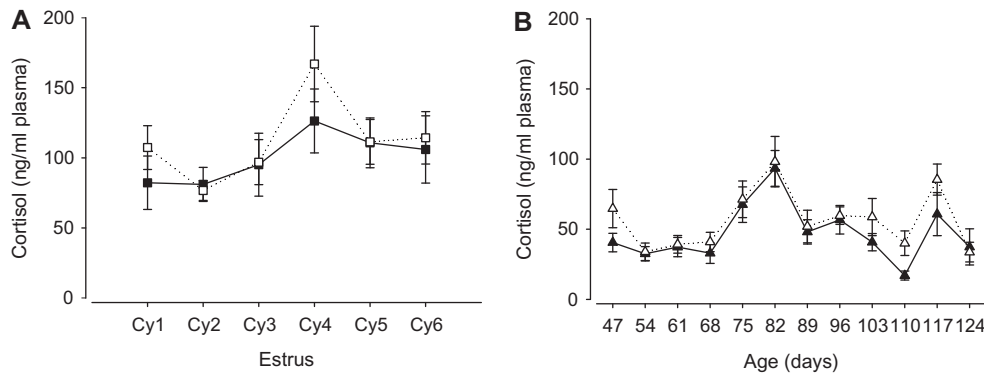 A
Cortisol (ng/ml plasma)
200
150
100
50
0
Cy1 Cy2 Cy3 Cy4 Cy5 Cy6
Estrus
B
Cortisol (ng/ml plasma)
200
150
100
50
0
47 54 61 68 75 82 89 96 103 110 117 124
Age (days)